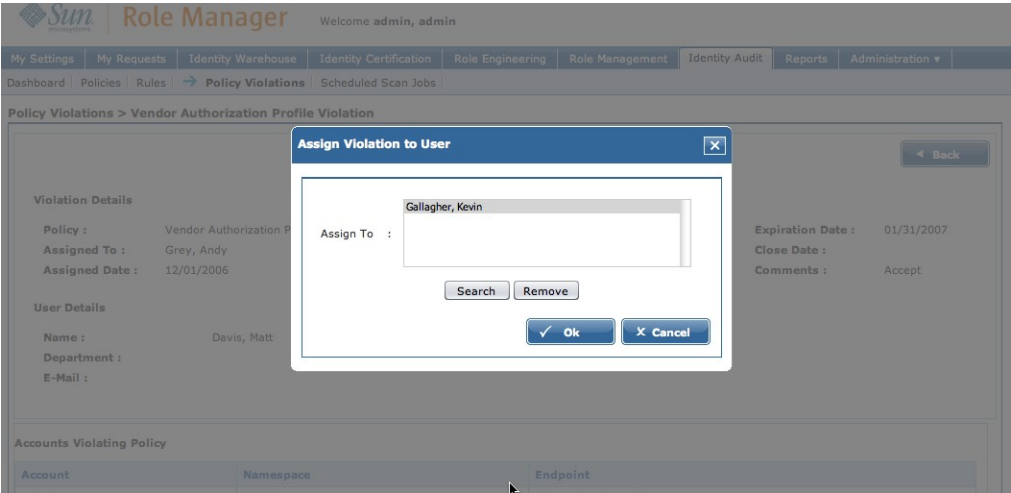 Sun microsystems Role Manager Welcome admin, admin
My Settings My Requests Identity Warehouse Identity Certification Role Engineering Role Management Identity Audit Reports Administration
Dashboard Policies Rules Policy Violations Scheduled Scan Jobs
Policy Violations > Vendor Authorization Profile Violation
Assign Violation to User X
Back
Violation Details
Gallagher, Kevin
Policy : Vendor Authorization P Expiration Date : 01/31/2007
Assign To :
Assigned To : Grey, Andy Close Date :
Assigned Date : 12/01/2006 Comments : Accept
Search Remove
User Details
Name : Davis, Matt
Ok X Cancel
Department :
E-Mail :
Accounts Violating Policy
Account Namespace Endpoint